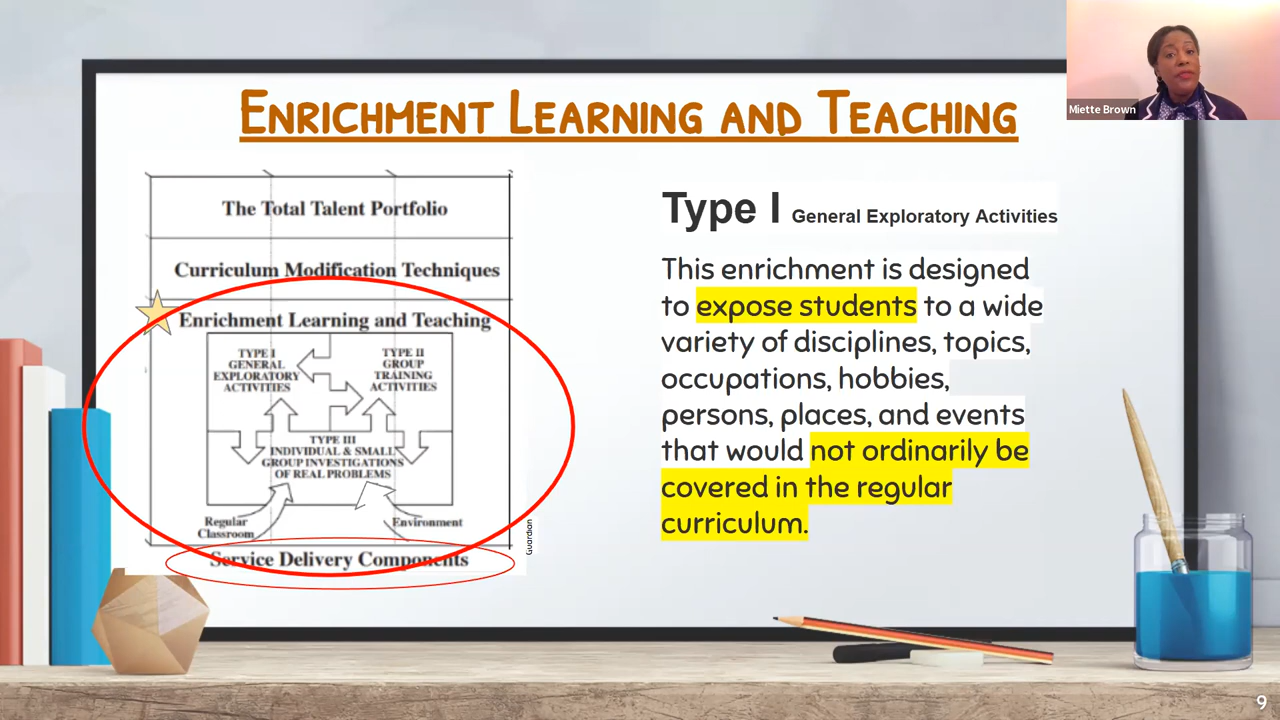 Miette Brown
ENRICHMENT LEARNING AND TEACHING
The Total Talent Portfolio
Curriculum Modification Techniques
Enrichment Learning and Teaching
TYPE I
GENERAL
EXPLORATORY
ACTIVITIES
TYPE II
GROUP
TRAINING
ACTIVITIES
TYPE III
INDIVIDUAL & SMALL
GROUP INVESTIGATIONS
OF REAL PROBLEMS
Regular
Classroom
Environment
Service Delivery Components
Guardian
Type I General Exploratory Activities
This enrichment is designed
to expose students to a wide
variety of disciplines, topics,
occupations, hobbies,
persons, places, and events
that would not ordinarily be
covered in the regular
curriculum.
9